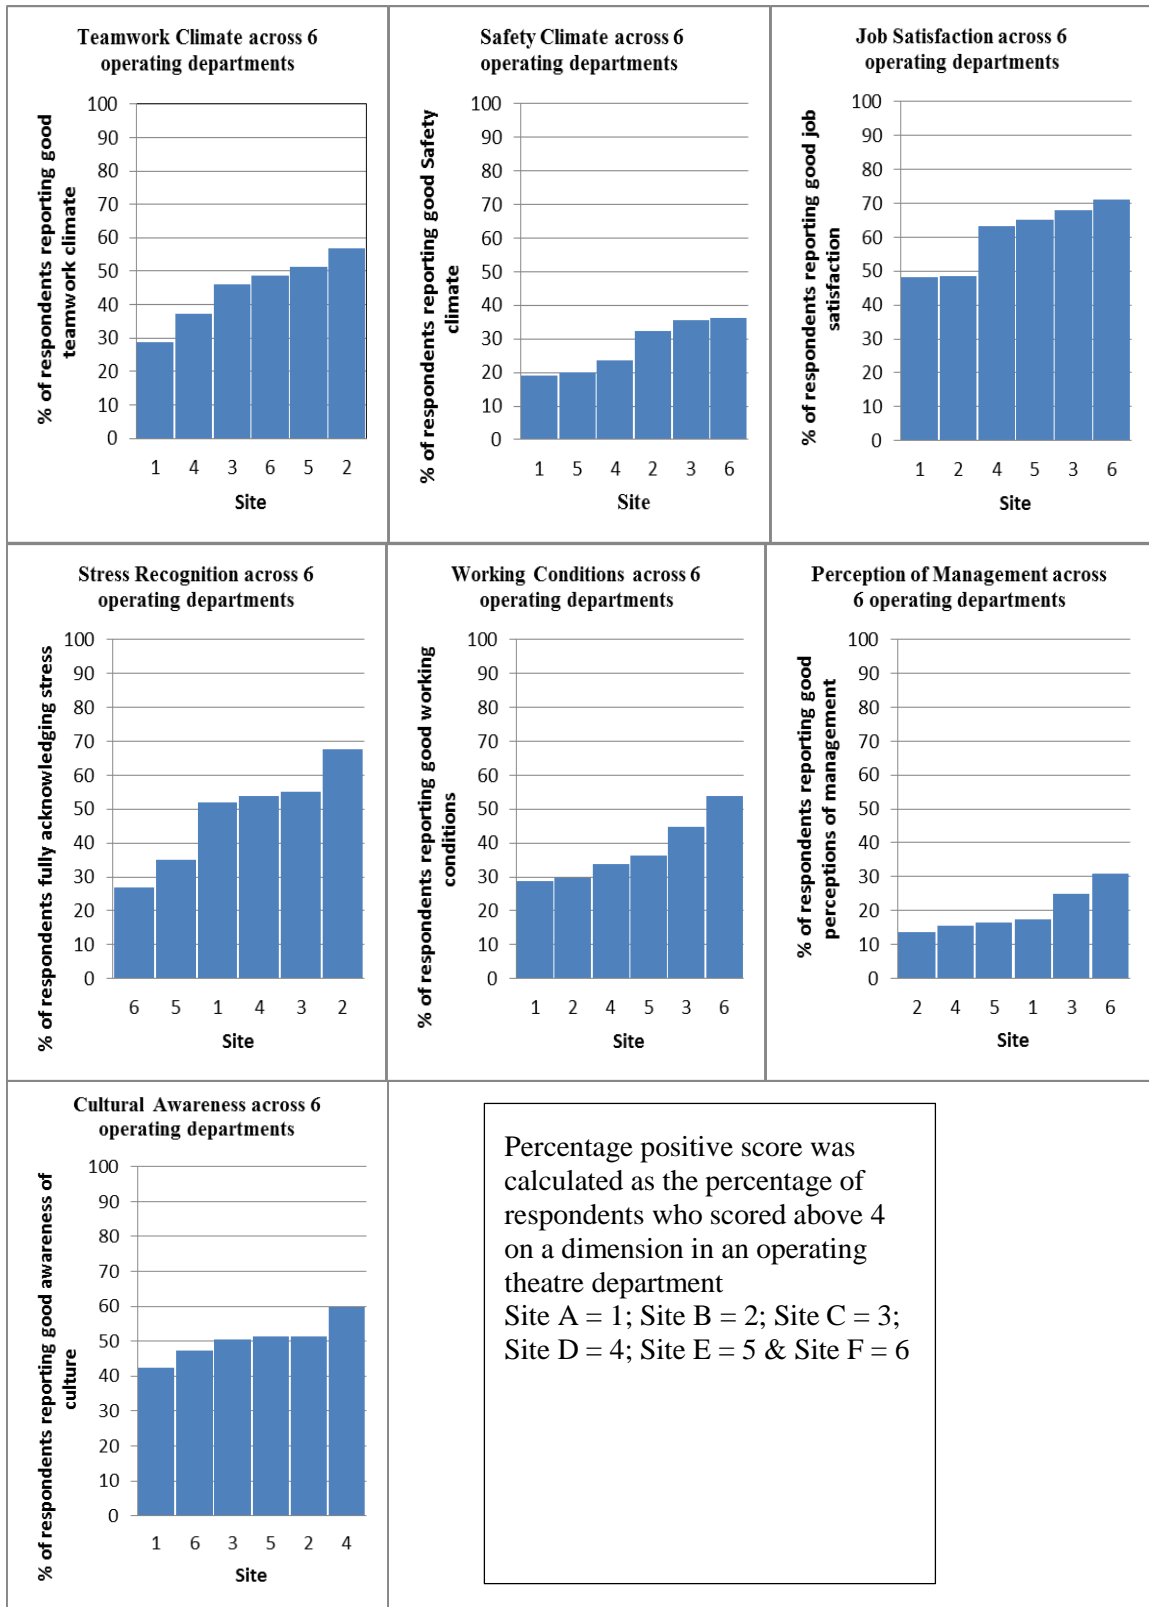 Teamwork Climate across 6
operating departments
% of respondents reporting good
teamwork climate
100
90
80
70
60
50
40
30
20
10
0
1 4 3 6 5 2
Site
Safety Climate across 6
operating departments
% of respondents reporting good Safety
climate
100
90
80
70
60
50
40
30
20
10
0
1 5 4 2 3 6
Site
Job Satisfaction across 6
operating departments
% of respondents reporting good job
satisfaction
100
90
80
70
60
50
40
30
20
10
0
1 2 4 5 3 6
Site
Stress Recognition across 6
operating departments
% of respondents fully acknowledging stress
100
90
80
70
60
50
40
30
20
10
0
6 5 1 4 3 2
Site
Working Conditions across 6
operating departments
% of respondents reporting good working
conditions
100
90
80
70
60
50
40
30
20
10
0
1 2 4 5 3 6
Site
Perception of Management across
6 operating departments
% of respondents reporting good
perceptions of management
100
90
80
70
60
50
40
30
20
10
0
2 4 5 1 3 6
Site
Cultural Awareness across 6
operating departments
% of respondents reporting good awareness of
culture
100
90
80
70
60
50
40
30
20
10
0
1 6 3 5 2 4
Site
Percentage positive score was
calculated as the percentage of
respondents who scored above 4
on a dimension in an operating
theatre department
Site A = 1; Site B = 2; Site C = 3;
Site D = 4; Site E = 5 & Site F = 6